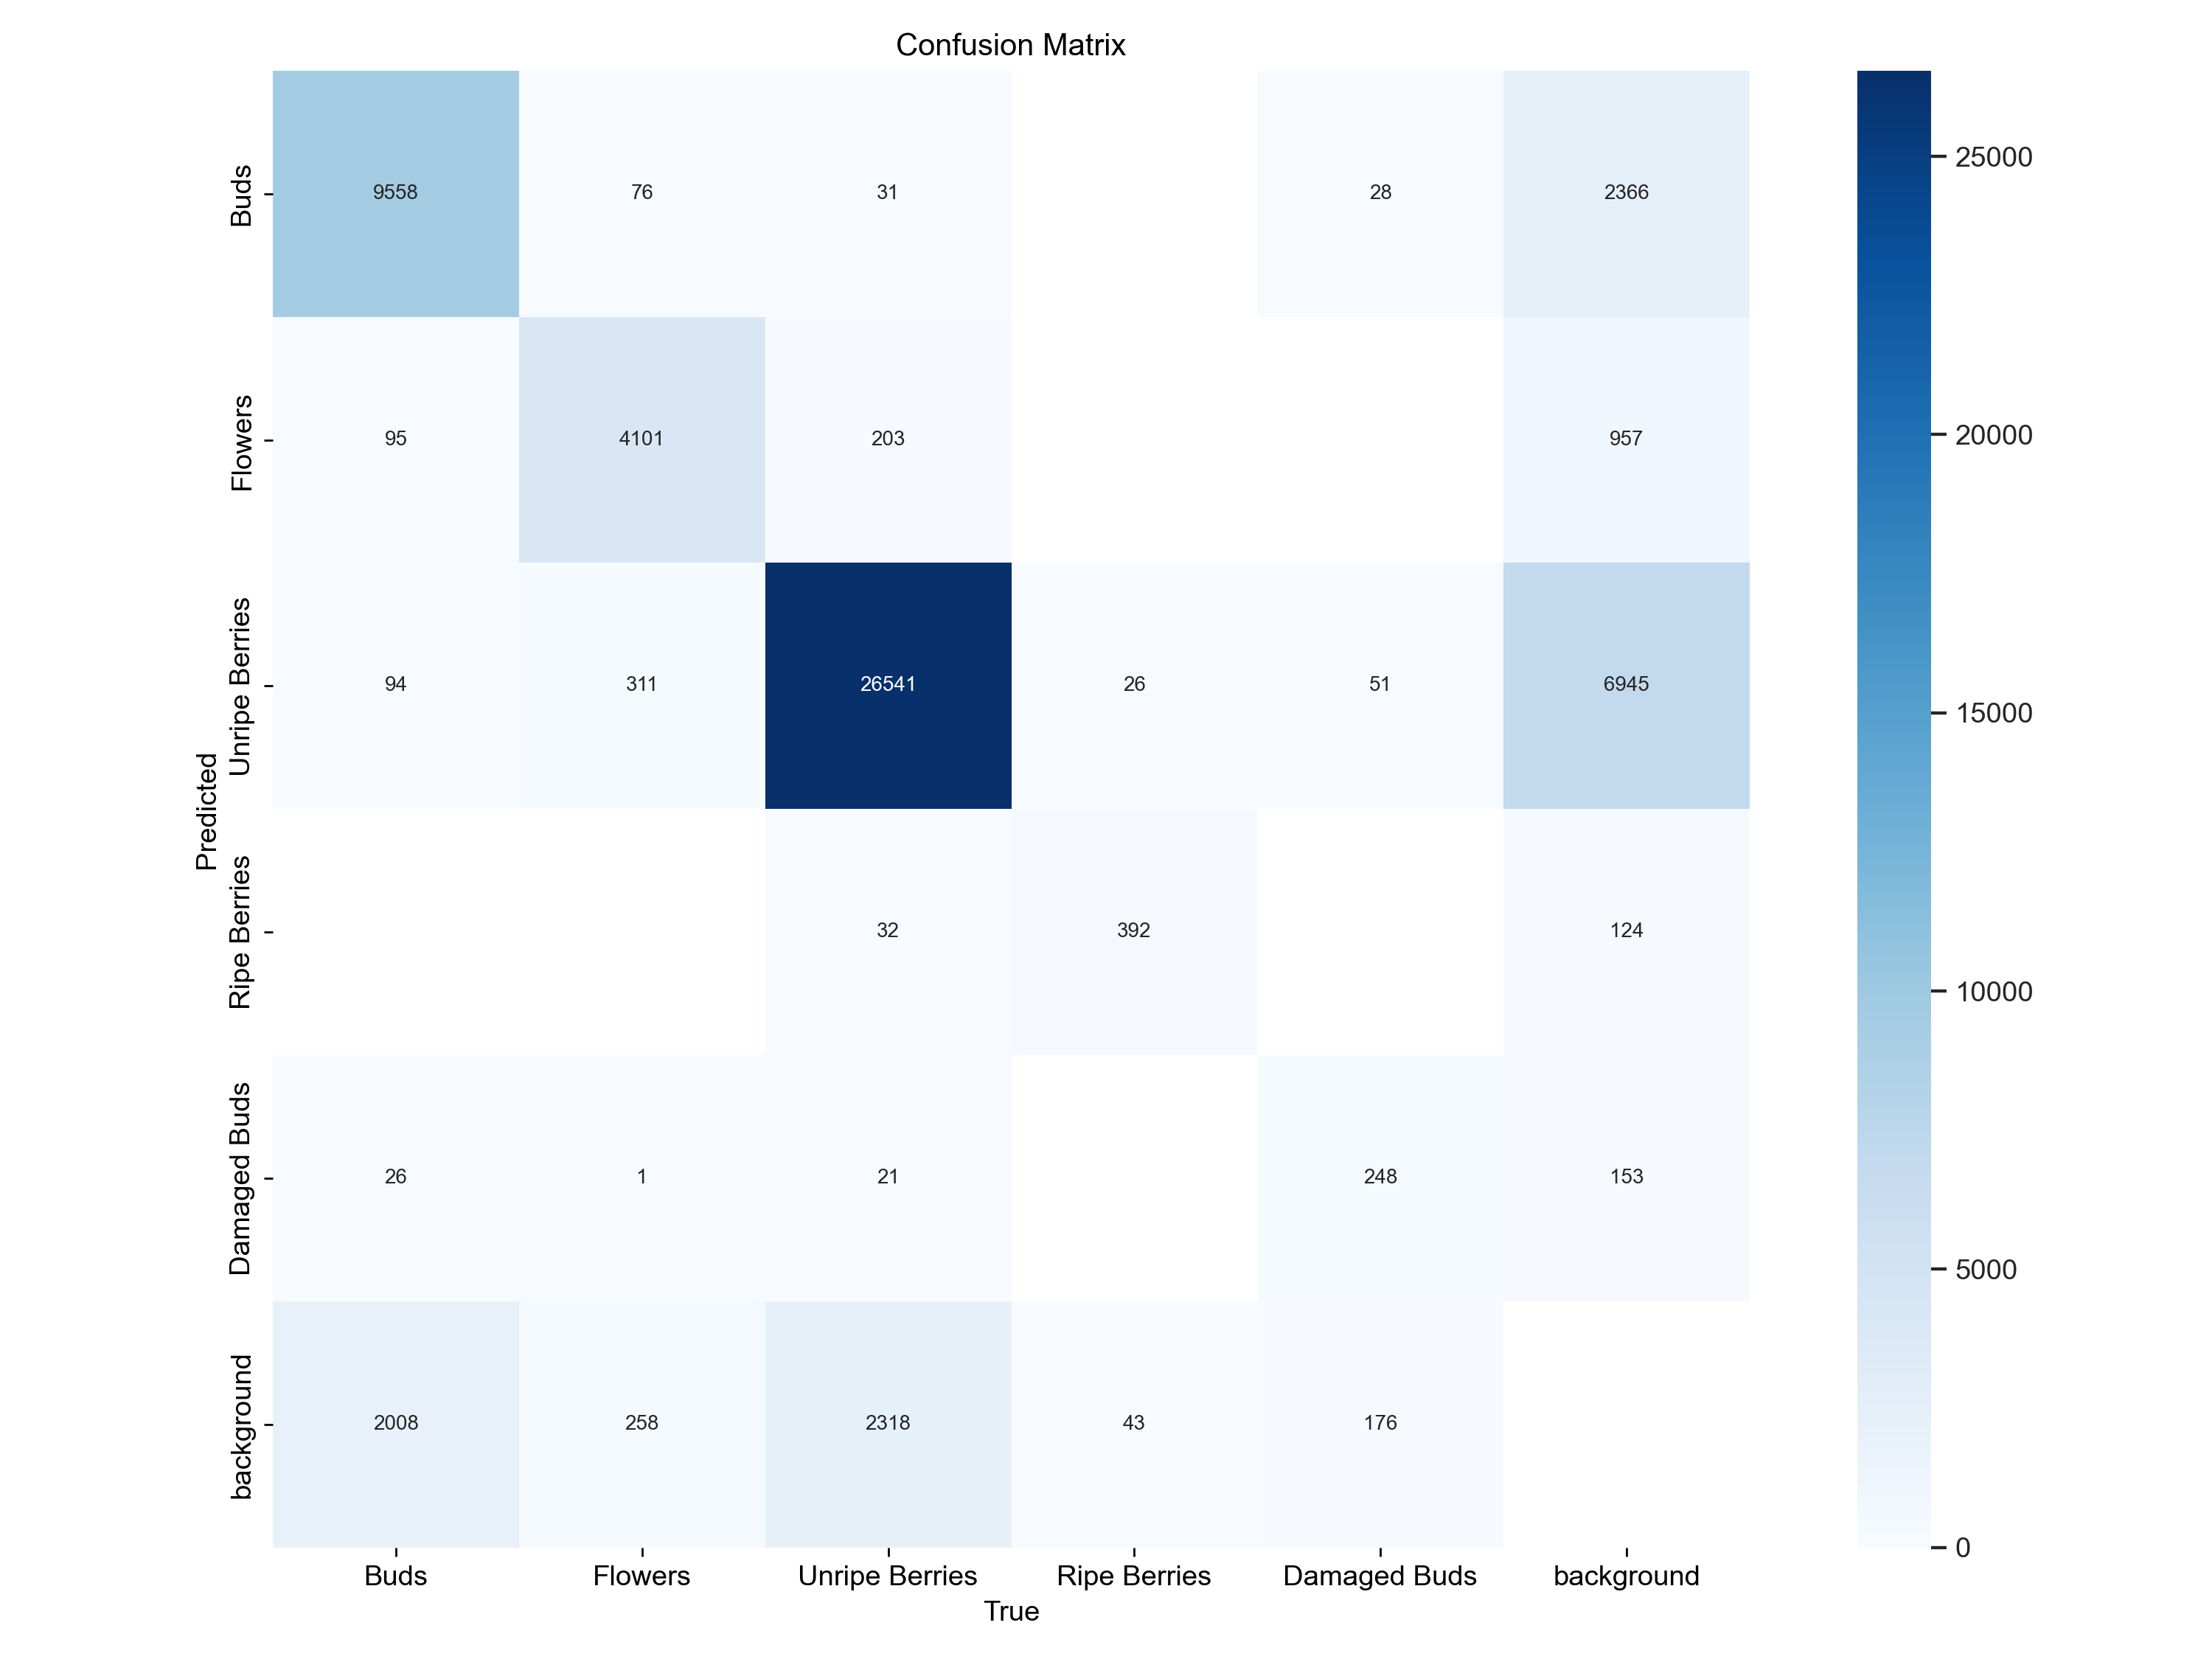 Confusion Matrix
Predicted
Buds 9558 76 31 28 2366
Flowers 95 4101 203 957
Unripe Berries 94 311 26541 26 51 6945
Ripe Berries 32 392 124
Damaged Buds 26 1 21 248 153
background 2008 258 2318 43 176
Buds Flowers Unripe Berries Ripe Berries Damaged Buds background
True
25000
20000
15000
10000
5000
0